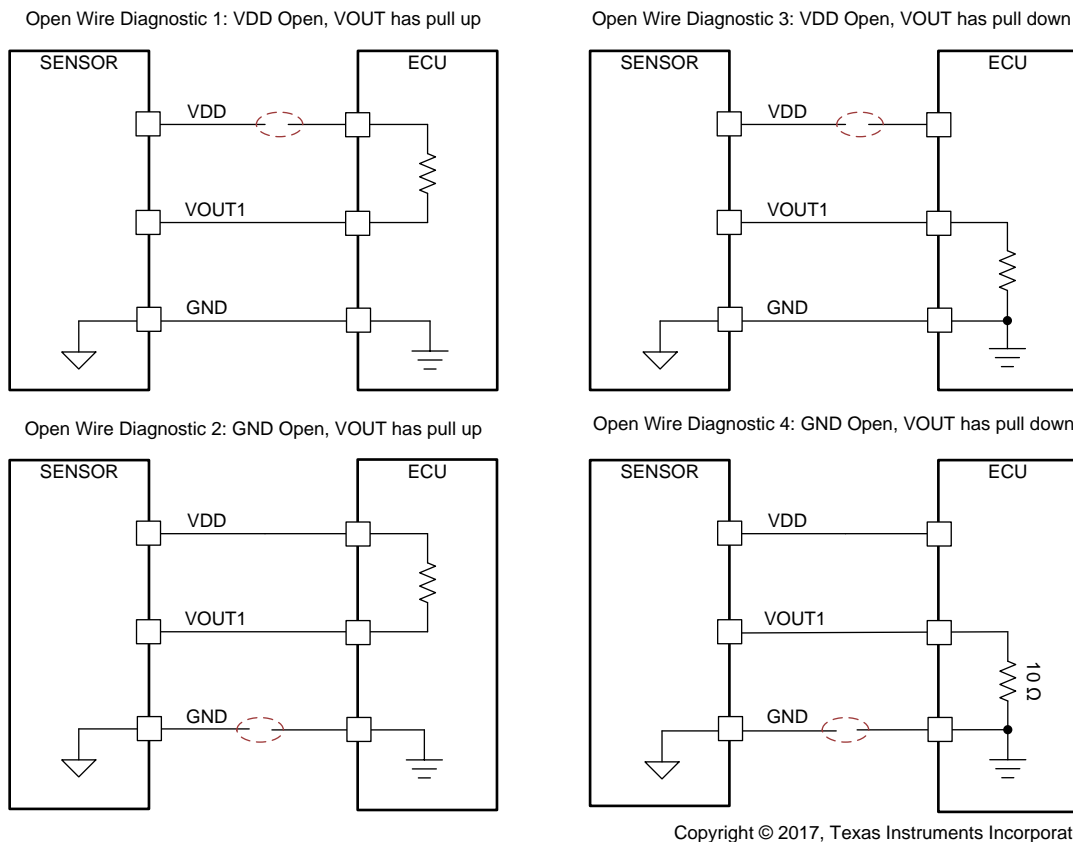 Open Wire Diagnostic 1: VDD Open, VOUT has pull up
SENSOR
ECU
VDD
VOUT1
GND
Open Wire Diagnostic 3: VDD Open, VOUT has pull down
SENSOR
ECU
VDD
VOUT1
GND
Open Wire Diagnostic 2: GND Open, VOUT has pull up
SENSOR
ECU
VDD
VOUT1
GND
Open Wire Diagnostic 4: GND Open, VOUT has pull down
SENSOR
ECU
VDD
VOUT1
10 Ω
GND
Copyright © 2017, Texas Instruments Incorporat